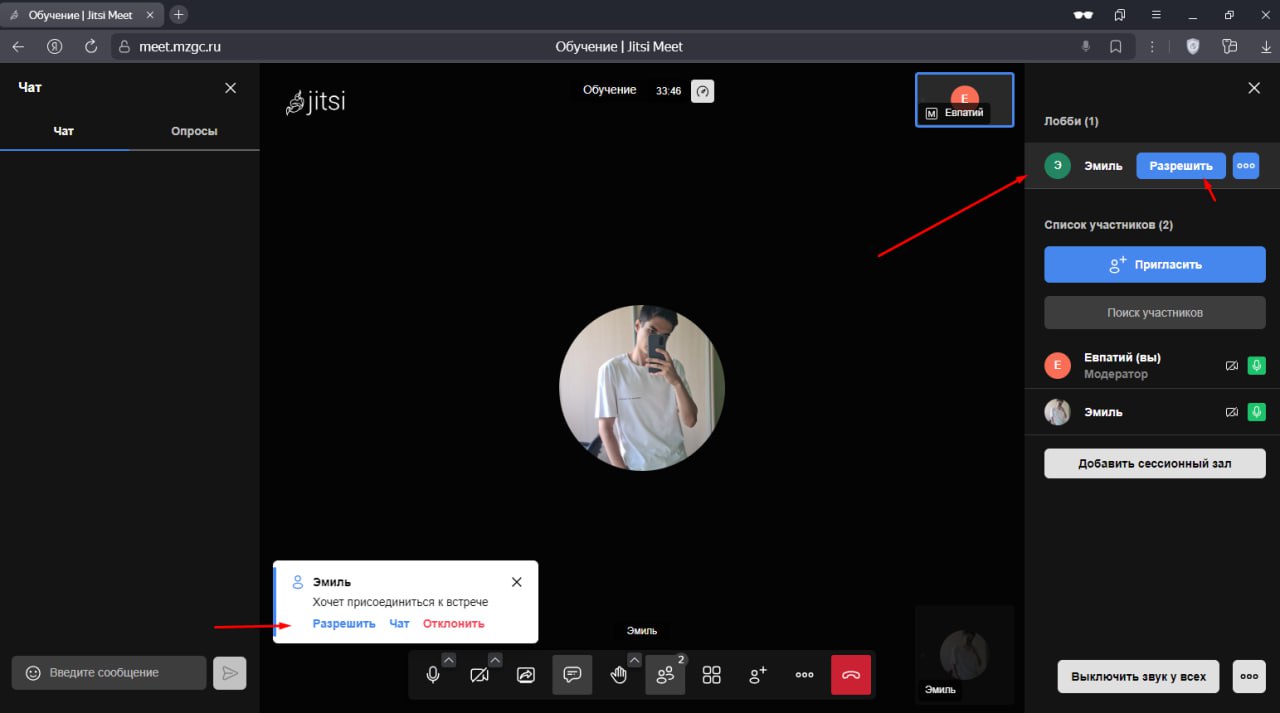 Обучение | Jitsi Meet
meet.mzgc.ru
Обучение | Jitsi Meet
Чат
Чат
Опросы
Введите сообщение
jitsi
Обучение 33:46
E
M Евпатий
Эмиль
Хочет присоединиться к встрече
Разрешить Чат Отклонить
Эмиль
2
Эмиль
Лобби (1)
Э Эмиль Разрешить
Список участников (2)
Пригласить
Поиск участников
E Евпатий (вы)
Модератор
Эмиль
Добавить сессионный зал
Выключить звук у всех